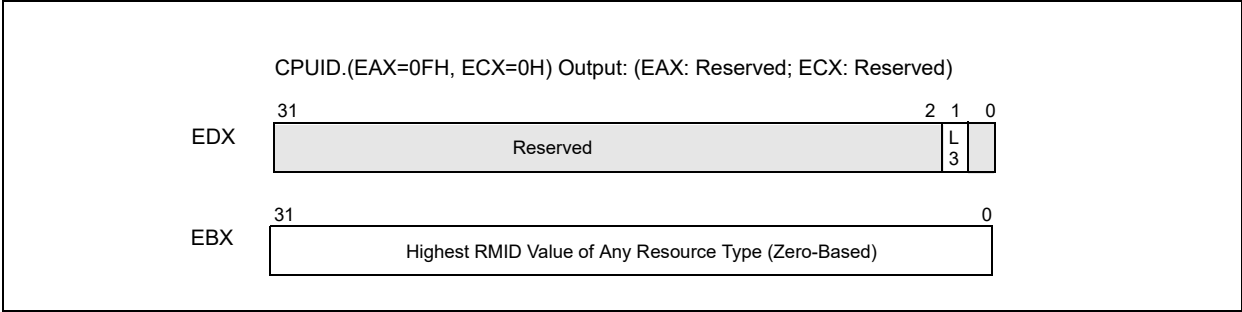 CPUID.(EAX=0FH, ECX=0H) Output: (EAX: Reserved; ECX: Reserved)
31 2 1 0
EDX Reserved L
3
31 0
EBX Highest RMID Value of Any Resource Type (Zero-Based)